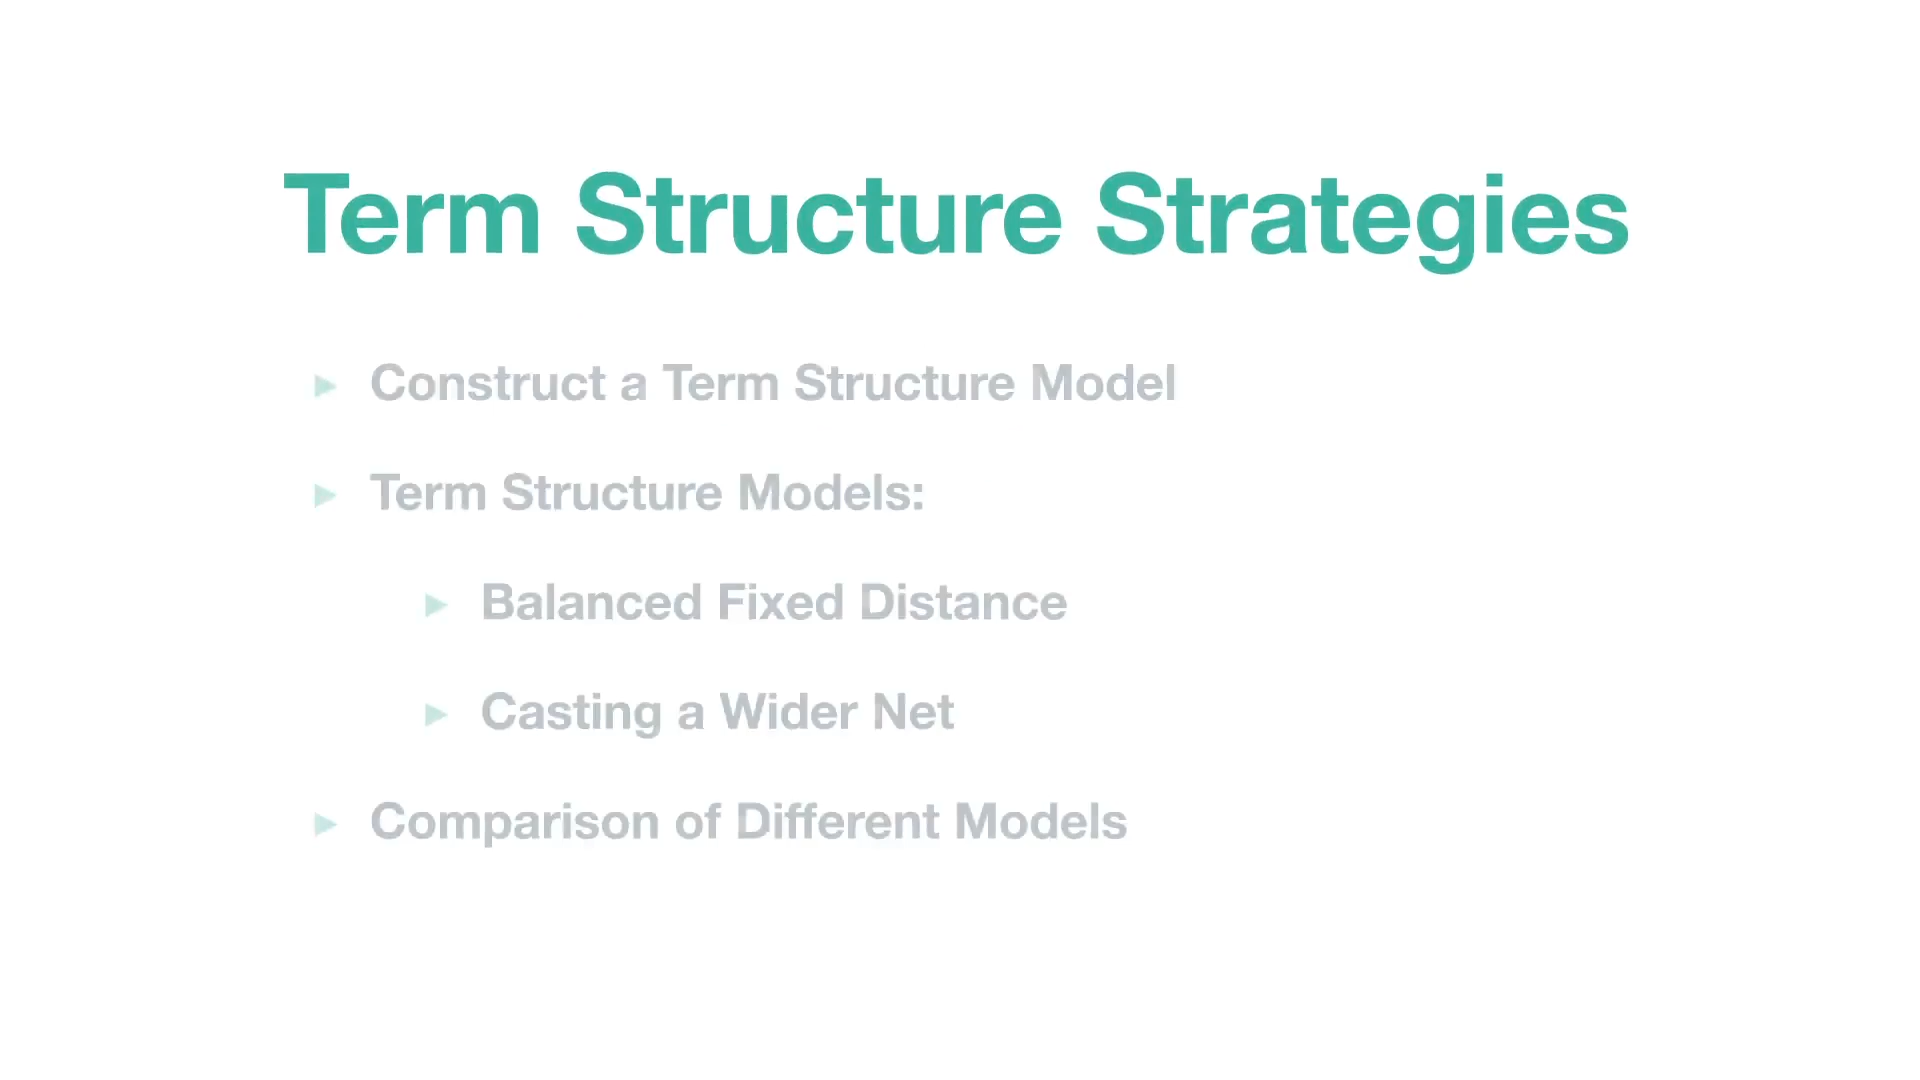 Term Structure Strategies
Construct a Term Structure Model
Term Structure Models:
Balanced Fixed Distance
Casting a Wider Net
Comparison of Different Models